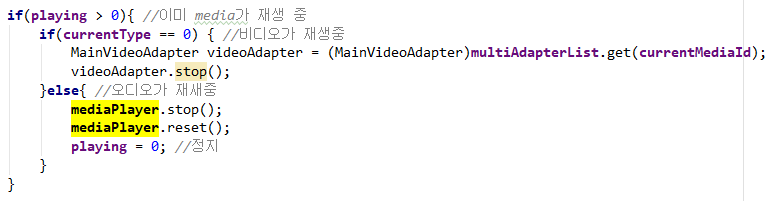 if(playing > 0){ //이미 media가 재생 중
if(currentType == 0) { //비디오가 재생중
MainVideoAdapter videoAdapter = (MainVideoAdapter)multiAdapterList.get(currentMediaId);
videoAdapter.stop();
}else{ //오디오가 재새중
mediaPlayer.stop();
mediaPlayer.reset();
playing = 0; //정지
}
}